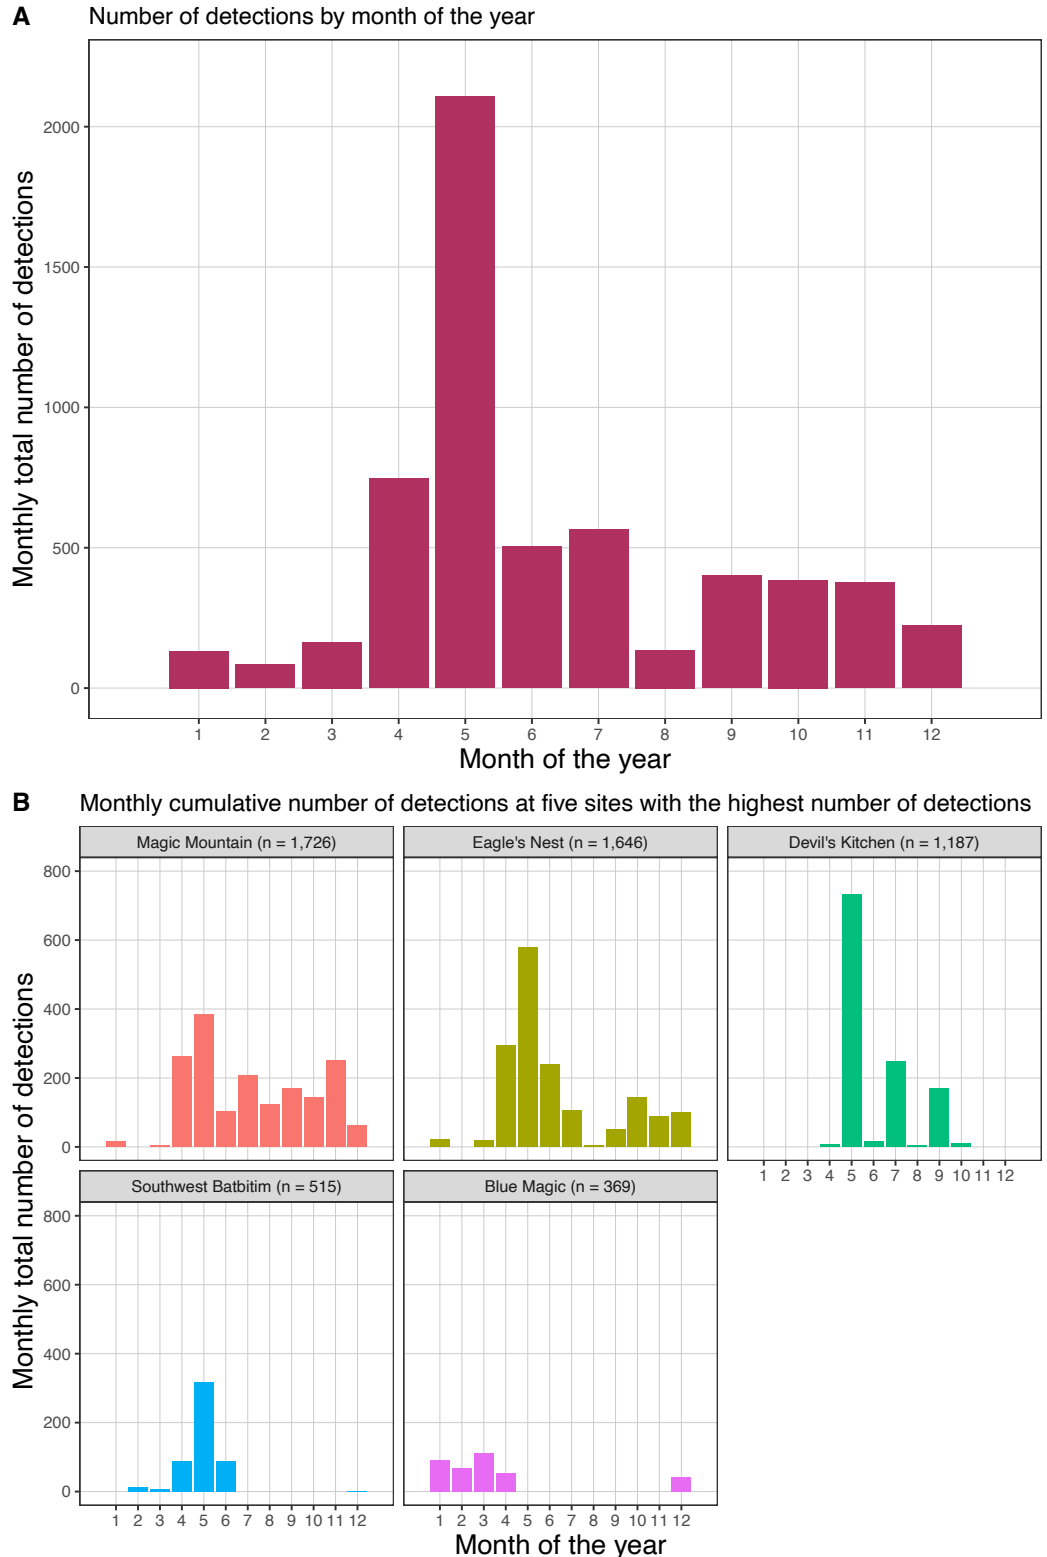 A Number of detections by month of the year
Monthly total number of detections
2000
1500
1000
500
0
1 2 3 4 5 6 7 8 9 10 11 12
Month of the year
B Monthly cumulative number of detections at five sites with the highest number of detections
Monthly total number of detections
Magic Mountain (n = 1,726) Eagle's Nest (n = 1,646) Devil's Kitchen (n = 1,187)
800
600
400
200
0
1 2 3 4 5 6 7 8 9 10 11 12
Southwest Batbitim (n = 515) Blue Magic (n = 369)
800
600
400
200
0
1 2 3 4 5 6 7 8 9 10 11 12 1 2 3 4 5 6 7 8 9 10 11 12
Month of the year